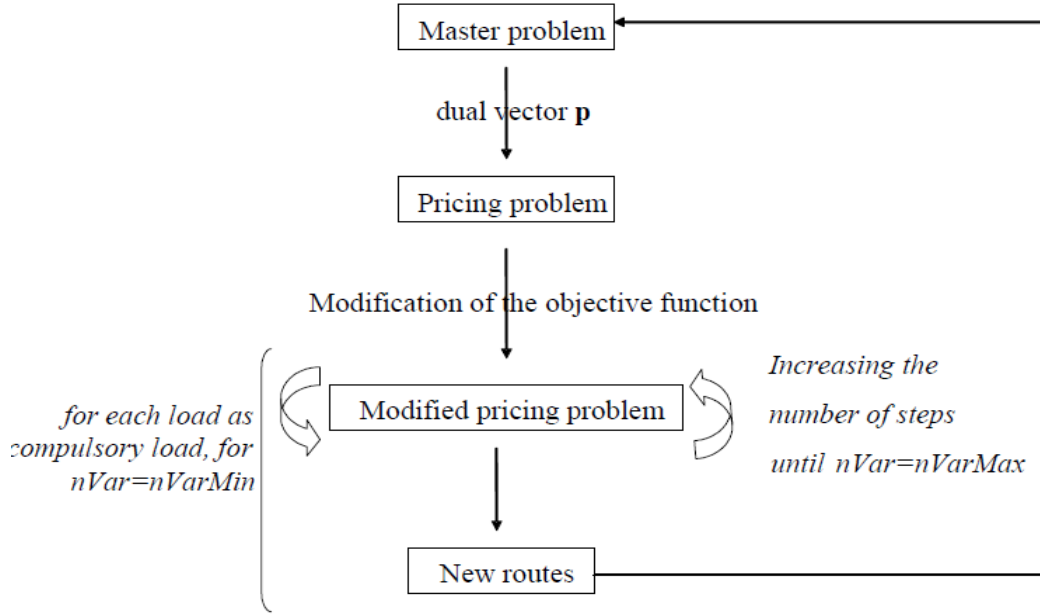 Master problem
dual vector p
Pricing problem
Modification of the objective function
Increasing the
number of steps
until nVar=nVarMax
Modified pricing problem
for each load as
compulsory load, for
nVar=nVarMin
New routes